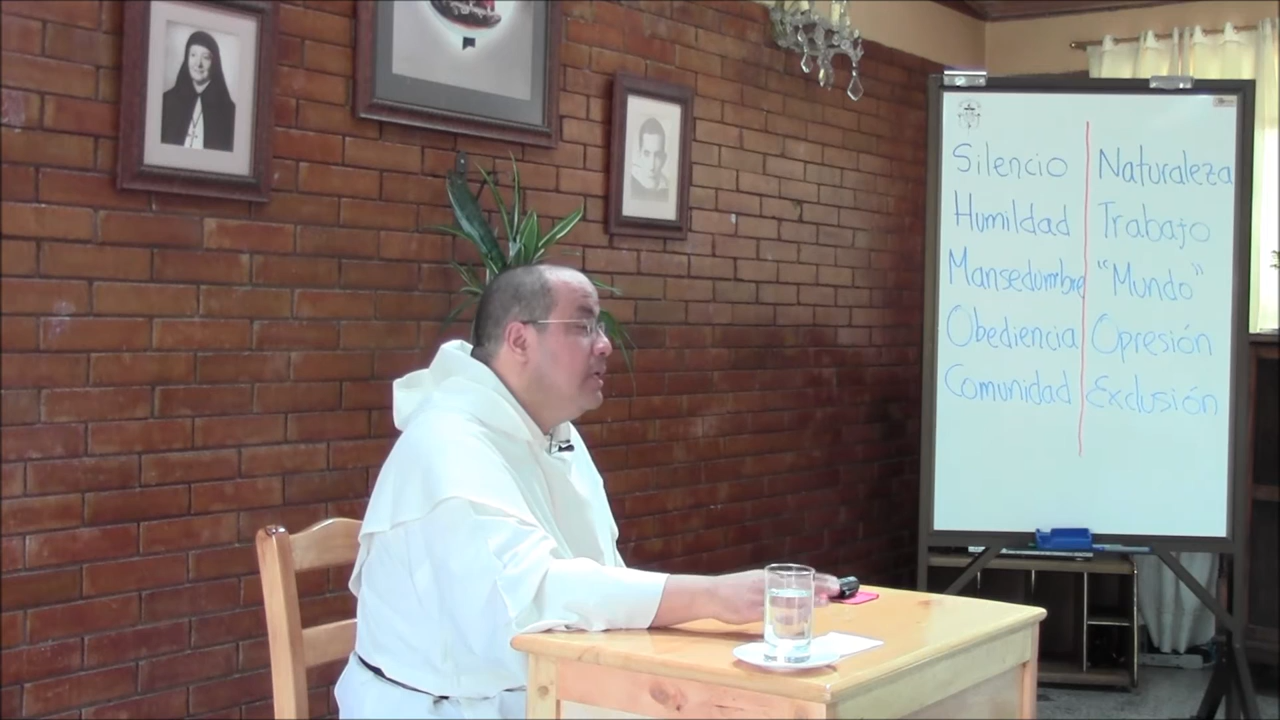 Silencio
Humildad
Mansedumbre
Obediencia
Comunidad
Naturaleza
Trabajo
"Mundo"
Opresión
Exclusión